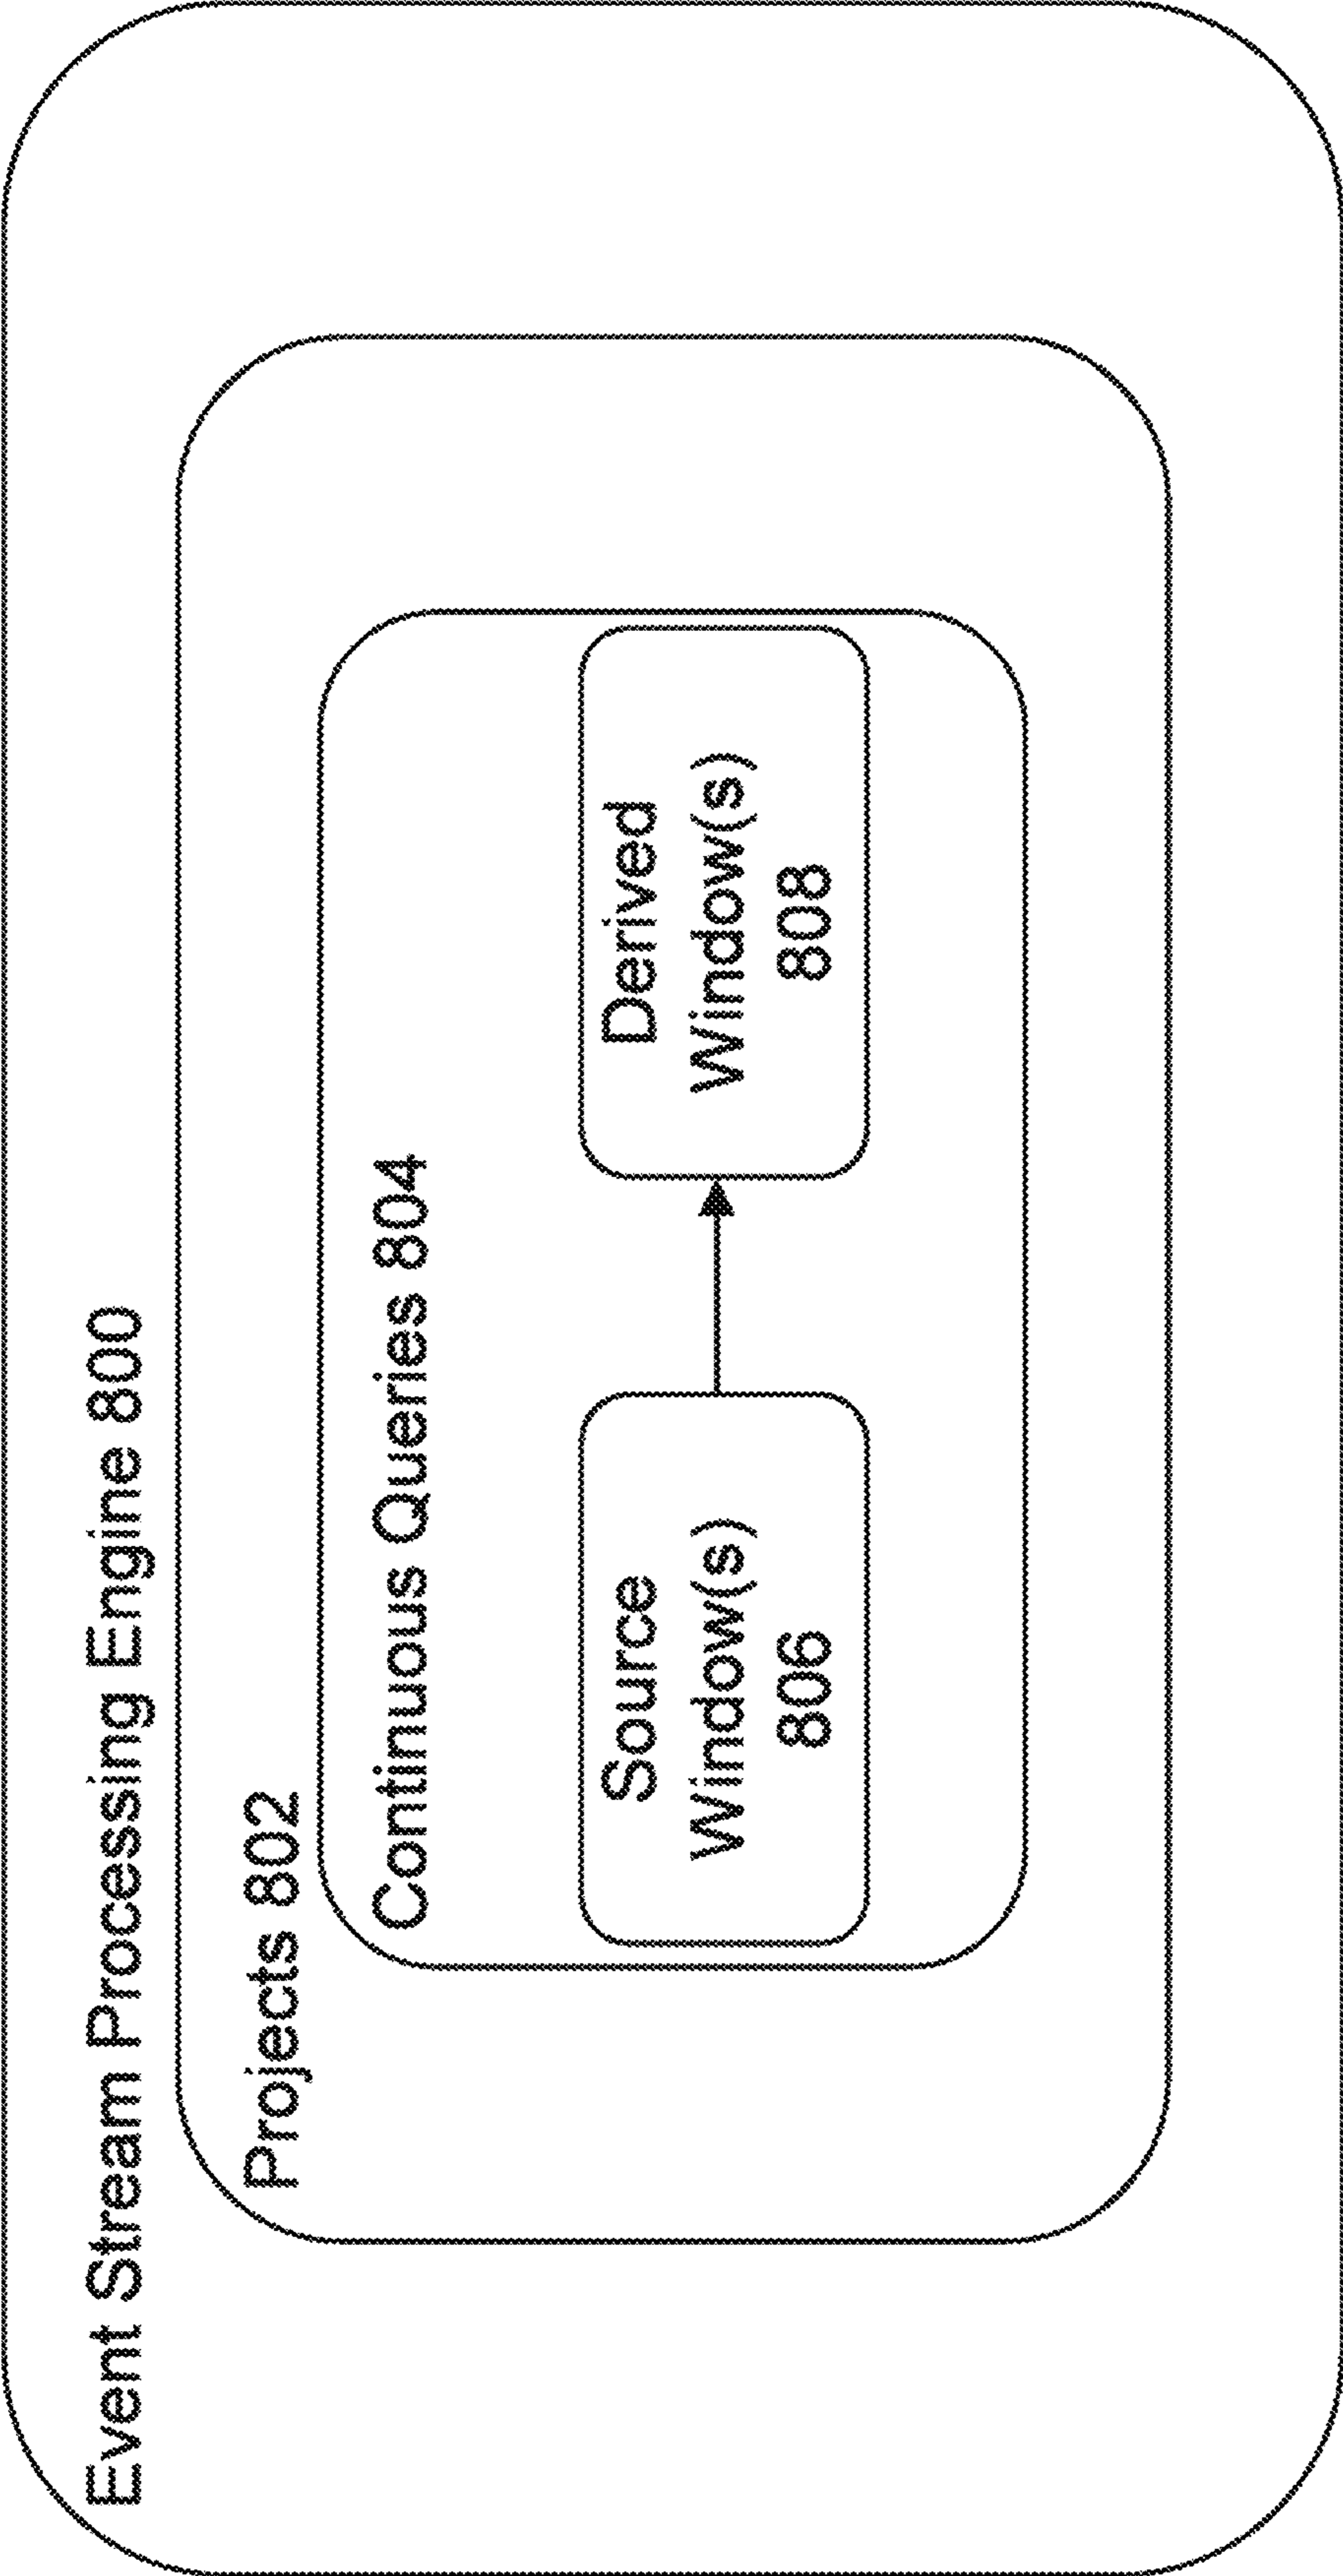 Event Stream Processing Engine 800
Projects 802
Continuous Queries 804
Source
Window(s)
806
Derived
Window(s)
808